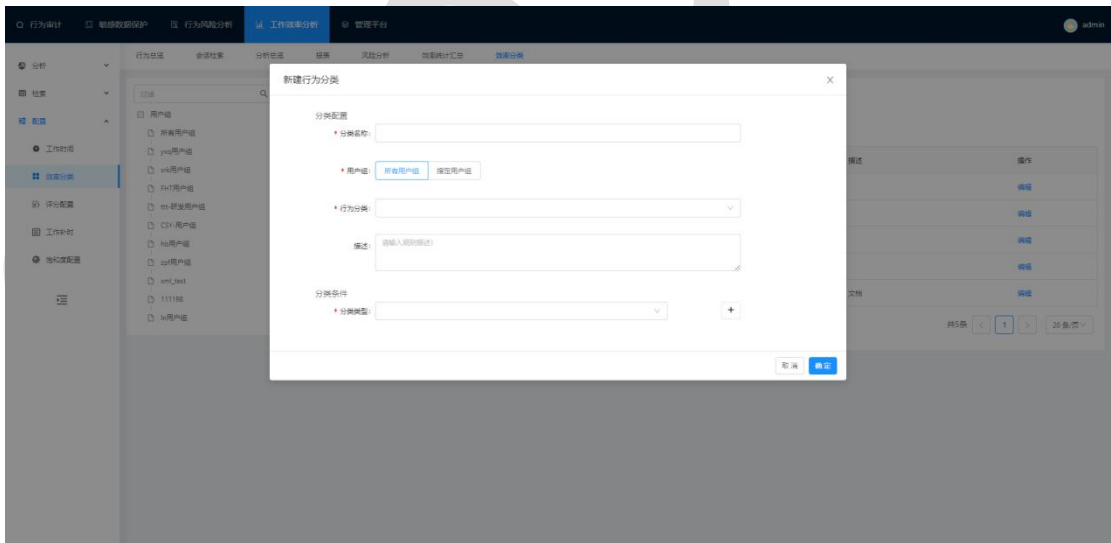 行为审计 敏感数据保护 行为风险分析 工作效率分析 管理平台 admin
行为总览 会话检索 分析总览 报表 风险分析 效率统计汇总 效率分类
分析
检索
配置
工作时间
效率分类
评分配置
工作补时
饱和度配置
过滤
用户组
所有用户组
yxq用户组
snk用户组
FHT用户组
ttt-研发用户组
CSY-用户组
hb用户组
zpf用户组
xml_test
111198
ln用户组
新建行为分类
分类配置
* 分类名称:
* 用户组: 所有用户组 指定用户组
* 行为分类:
描述: 请输入规则描述!
分类条件
* 分类类型: +
取消 确定
描述 操作
编辑
编辑
编辑
编辑
文档 编辑
共5条 < 1 > 20 条/页